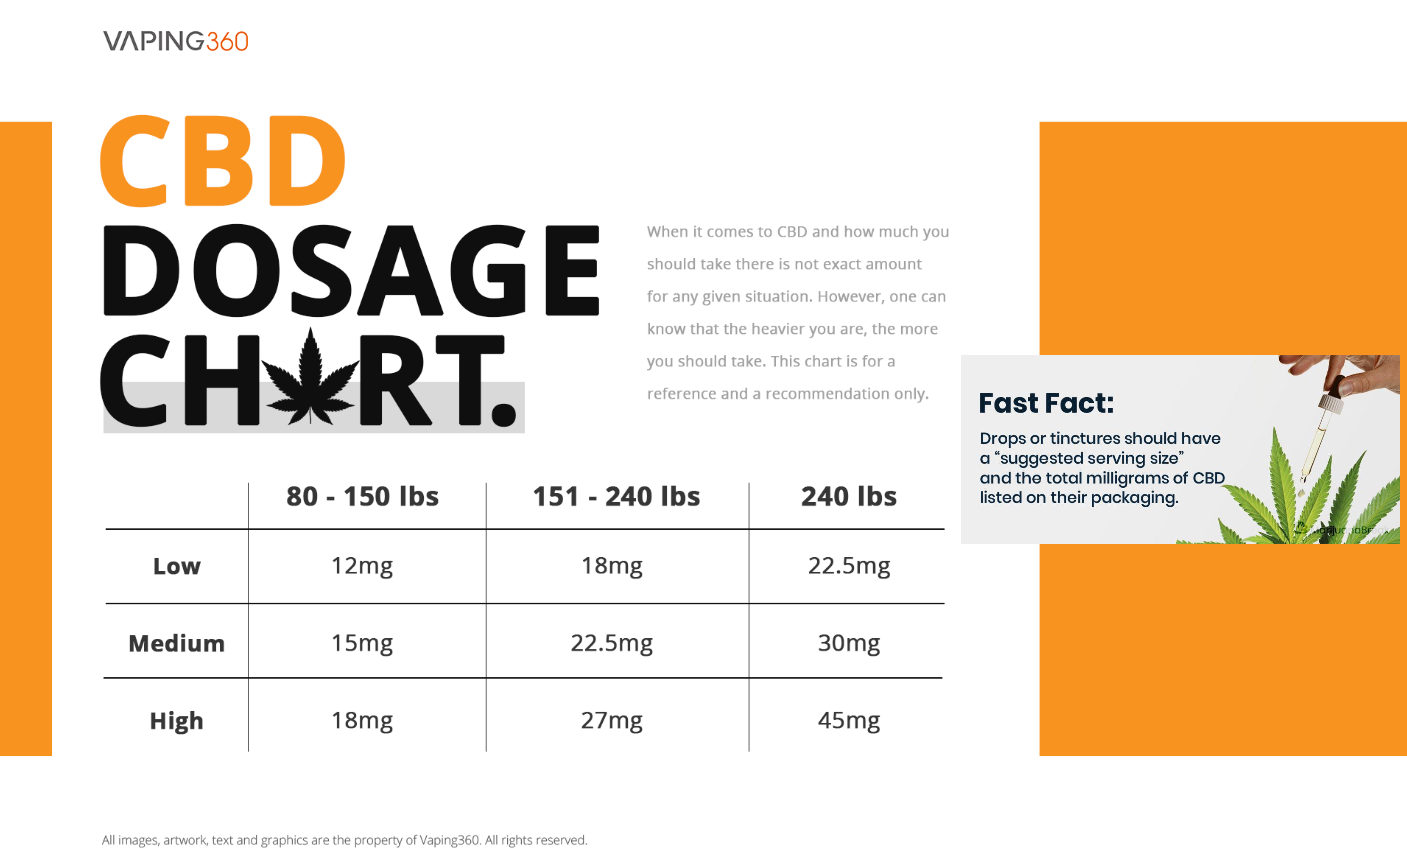 VAPING360
CBD
DOSAGE
CHART.
When it comes to CBD and how much you
should take there is not exact amount
for any given situation. However, one can
know that the heavier you are, the more
you should take. This chart is for a
reference and a recommendation only.
Fast Fact:
Drops or tinctures should have
a “suggested serving size”
and the total milligrams of CBD
listed on their packaging.
80 - 150 lbs 151 - 240 lbs 240 lbs
Low 12mg 18mg 22.5mg
Medium 15mg 22.5mg 30mg
High 18mg 27mg 45mg
All images, artwork, text and graphics are the property of Vaping360. All rights reserved.